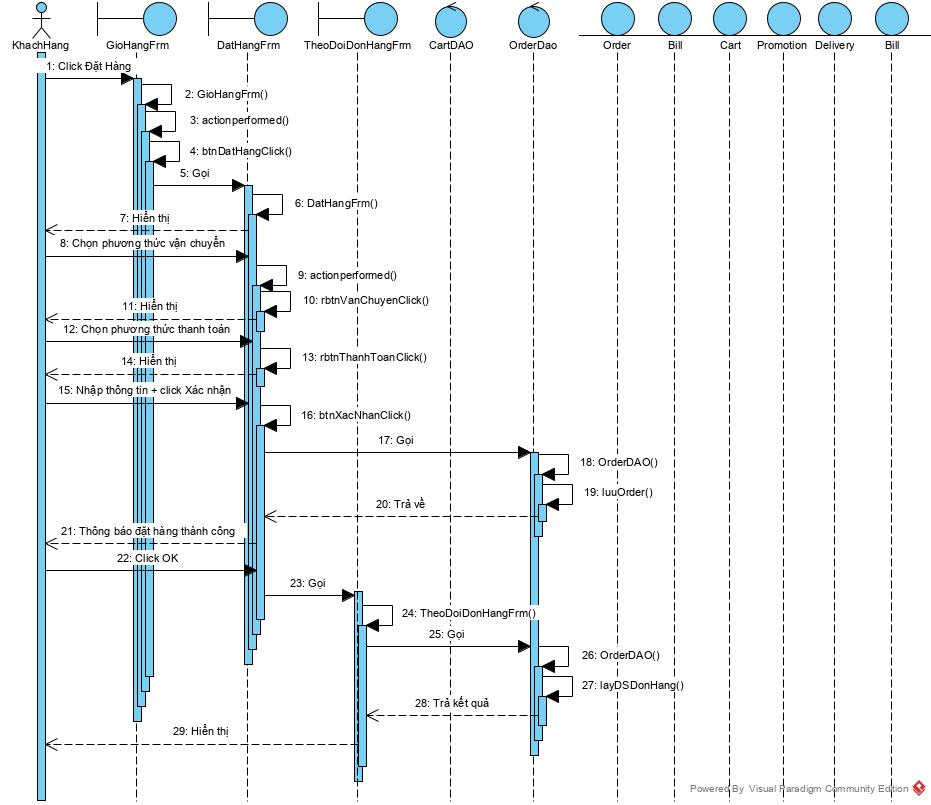 KhachHang
GioHangFrm
DatHangFrm
TheoDoiDonHangFrm
CartDAO
OrderDao
Order
Bill
Cart
Promotion
Delivery
Bill
1: Click Đặt Hàng
2: GioHangFrm()
3: actionperformed()
4: btnDatHangClick()
5: Gọi
6: DatHangFrm()
7: Hiển thị
8: Chọn phương thức vận chuyển
9: actionperformed()
10: rbtnVanChuyenClick()
11: Hiển thị
12: Chọn phương thức thanh toán
13: rbtnThanhToanClick()
14: Hiển thị
15: Nhập thông tin + click Xác nhận
16: btnXacNhanClick()
17: Gọi
18: OrderDAO()
19: luuOrder()
20: Trả về
21: Thông báo đặt hàng thành công
22: Click OK
23: Gọi
24: TheoDoiDonHangFrm()
25: Gọi
26: OrderDAO()
27: layDSDonHang()
28: Trả kết quả
29: Hiển thị
Powered By Visual Paradigm Community Edition